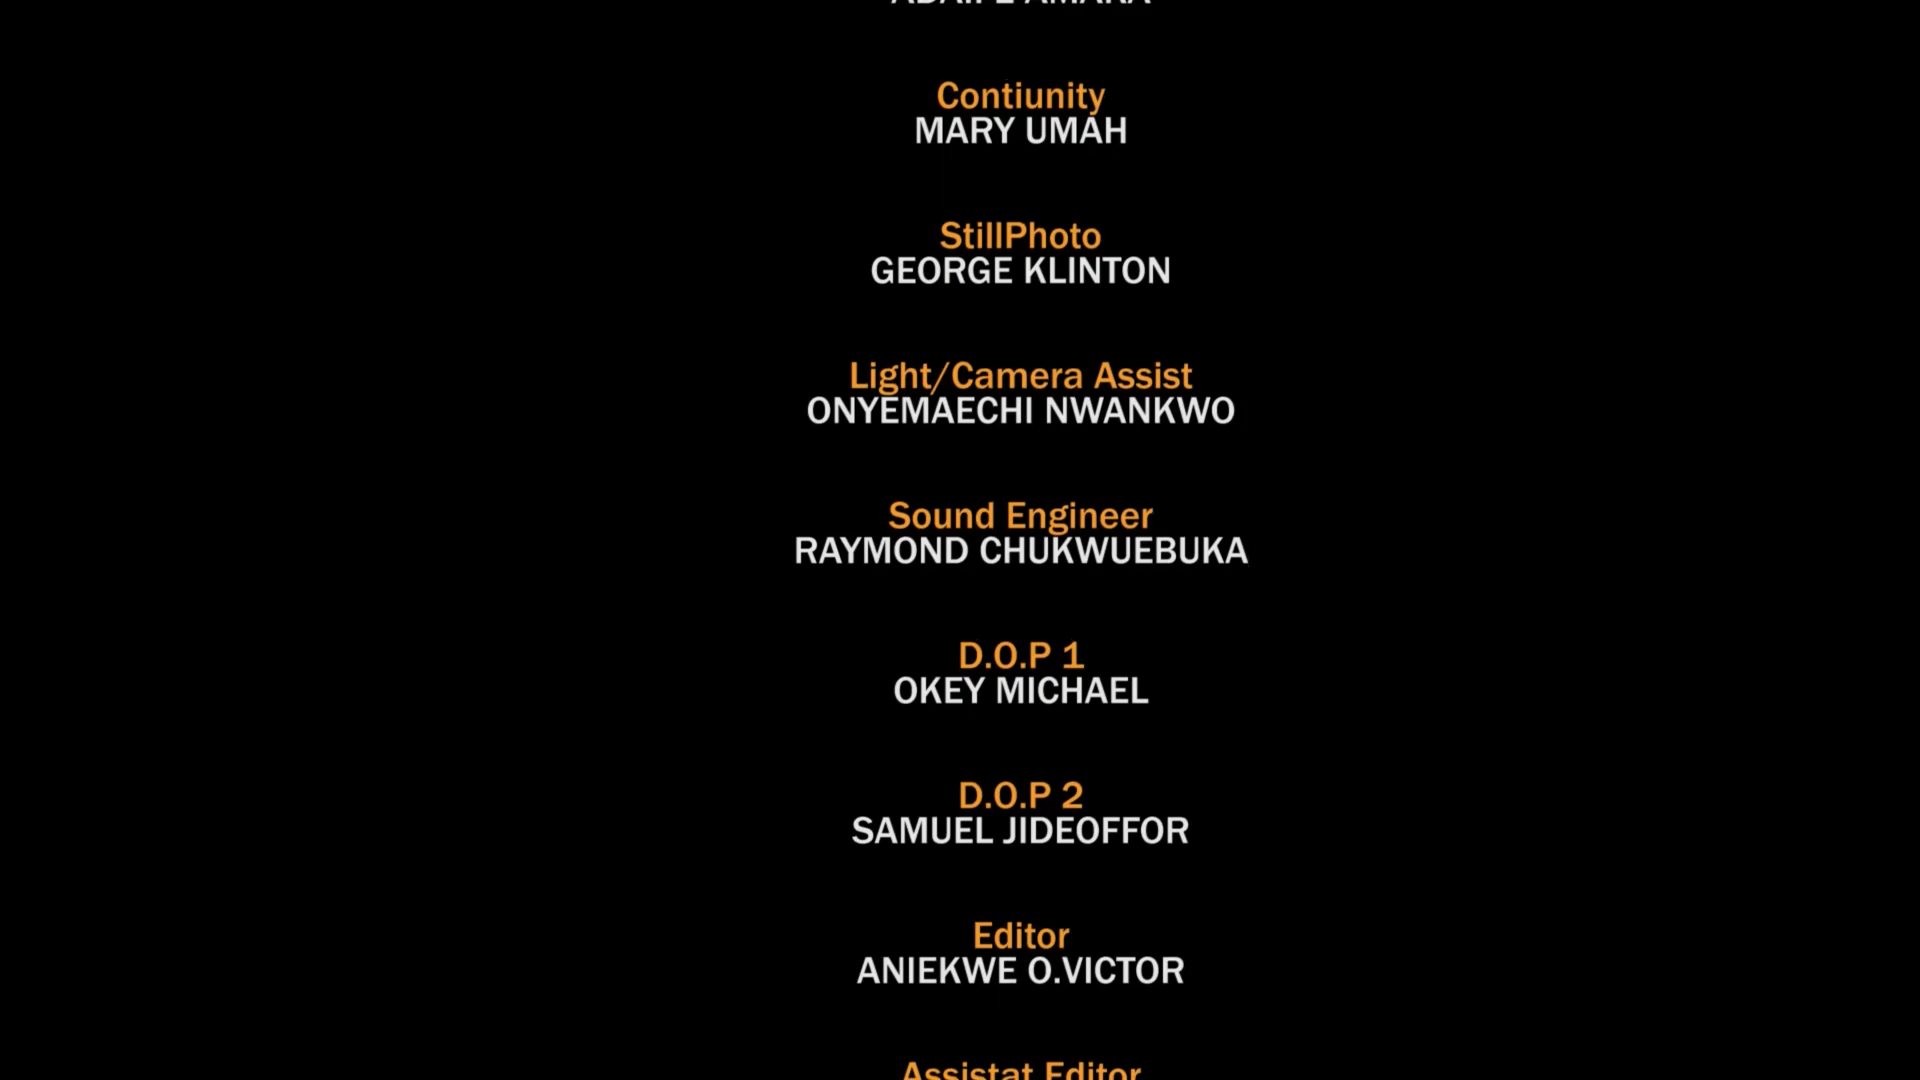 AMARA
Contiunity
MARY UMAH
StillPhoto
GEORGE KLINTON
Light/Camera Assist
ONYEMAECHI NWANKWO
Sound Engineer
RAYMOND CHUKWUEBUKA
D.O.P 1
OKEY MICHAEL
D.O.P 2
SAMUEL JIDEOFFOR
Editor
ANIEKWE O.VICTOR
Assistat Editor